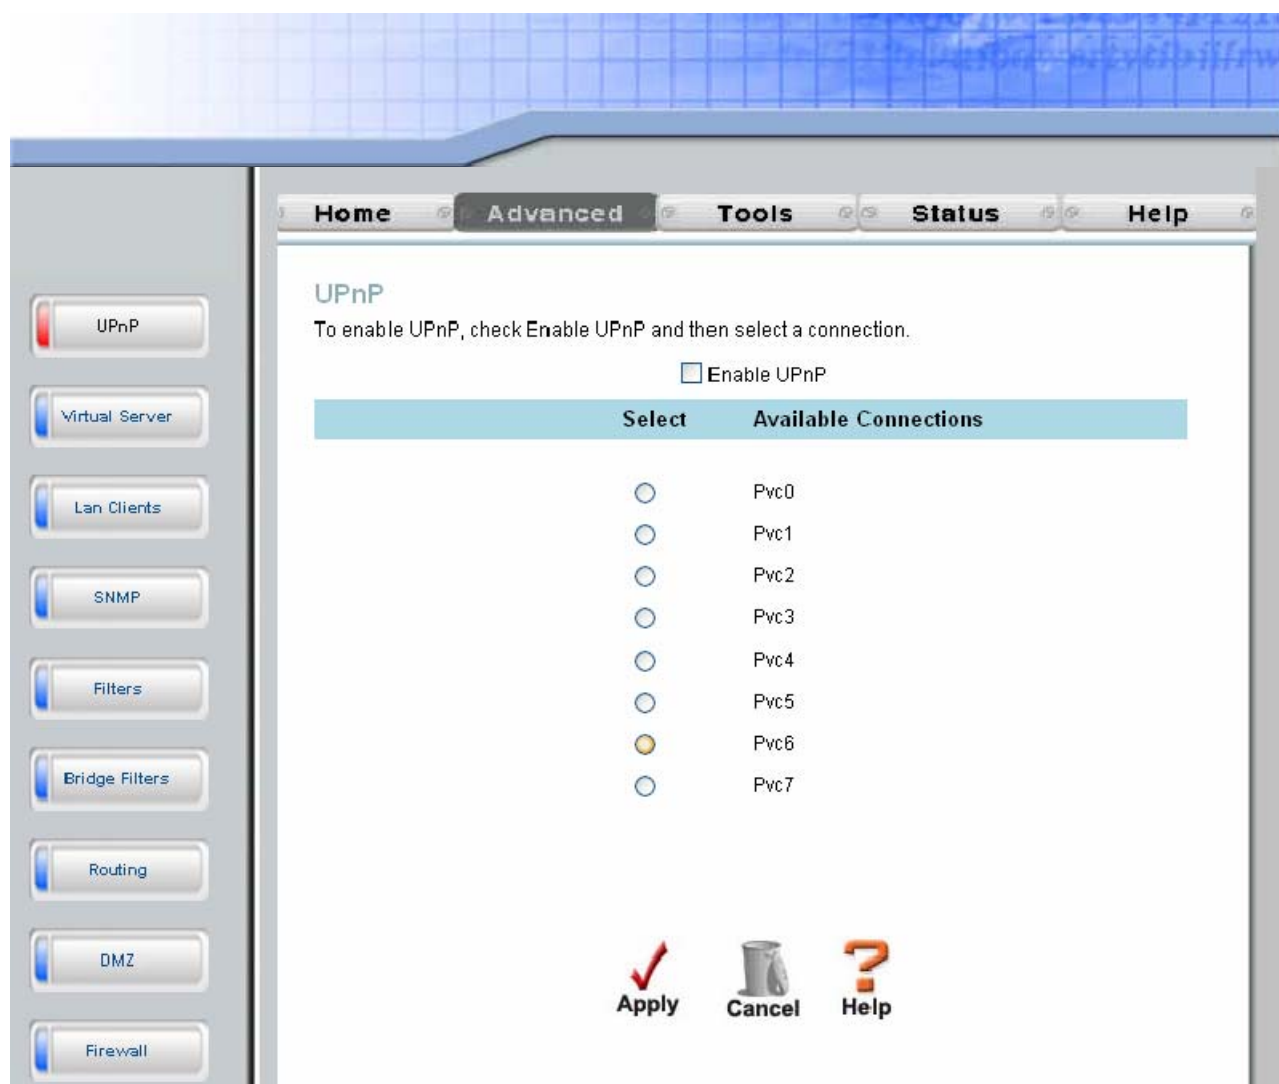 Home Advanced Tools Status Help
UPnP
Virtual Server
Lan Clients
SNMP
Filters
Bridge Filters
Routing
DMZ
Firewall
UPnP
To enable UPnP, check Enable UPnP and then select a connection.
Enable UPnP
Select Available Connections
Pvc0
Pvc1
Pvc2
Pvc3
Pvc4
Pvc5
Pvc6
Pvc7
Apply Cancel Help